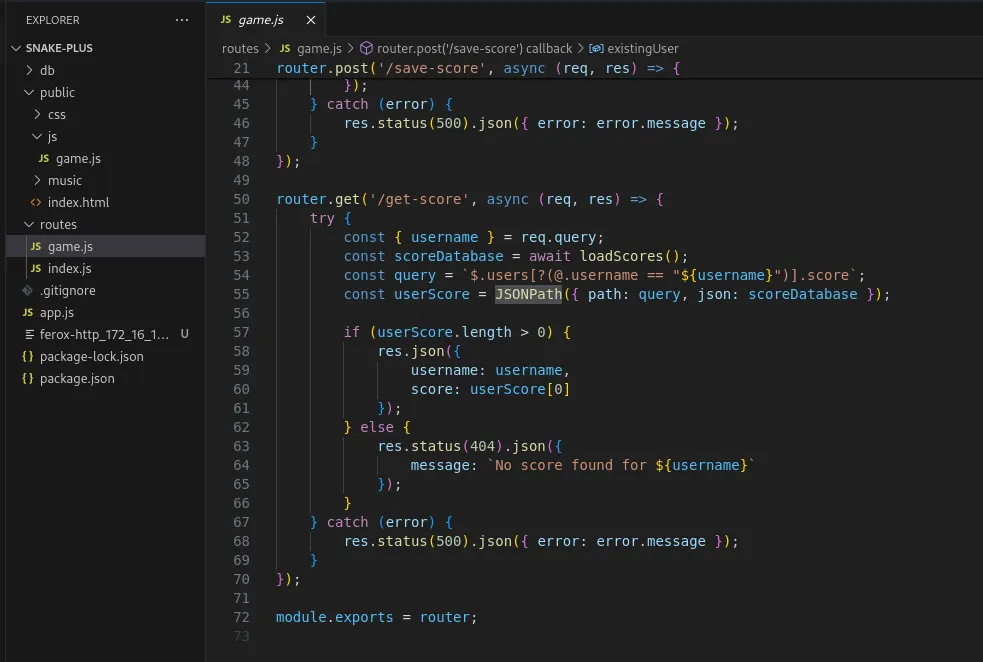 EXPLORER ···
SNAKE-PLUS
db
public
css
js
JS game.js
music
<> index.html
routes
JS game.js
JS index.js
.gitignore
JS app.js
ferox-http_172_16_1... U
{} package-lock.json
{} package.json
JS game.js ×
routes > JS game.js > router.post('/save-score') callback > existingUser
21 router.post('/save-score', async (req, res) => {
44 });
45 } catch (error) {
46 res.status(500).json({ error: error.message });
47 }
48 });
49
50 router.get('/get-score', async (req, res) => {
51 try {
52 const { username } = req.query;
53 const scoreDatabase = await loadScores();
54 const query = `$.users[?(@.username == "${username}")].score`;
55 const userScore = JSONPath({ path: query, json: scoreDatabase });
56
57 if (userScore.length > 0) {
58 res.json({
59 username: username,
60 score: userScore[0]
61 });
62 } else {
63 res.status(404).json({
64 message: `No score found for ${username}`
65 });
66 }
67 } catch (error) {
68 res.status(500).json({ error: error.message });
69 }
70 });
71
72 module.exports = router;
73